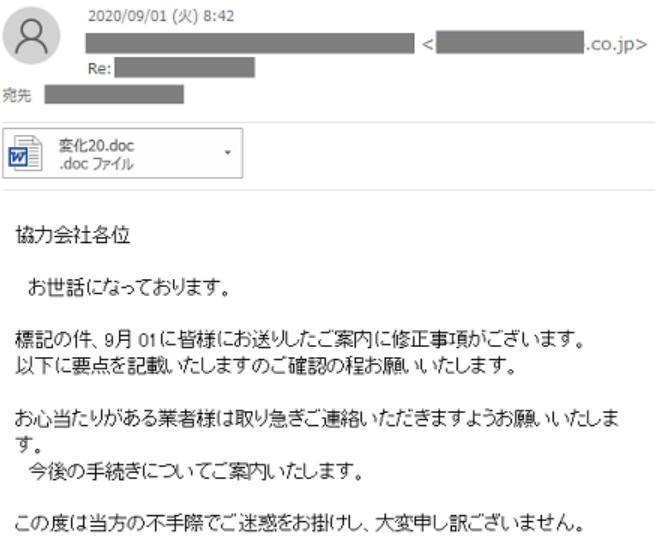 2020/09/01 (火) 8:42
< .co.jp>
Re:
宛先
変化20.doc
.doc ファイル
協力会社各位
お世話になっております。
標記の件、9月 01に皆様にお送りしたご案内に修正事項がございます。
以下に要点を記載いたしますのご確認の程お願いいたします。
お心当たりがある業者様は取り急ぎご連絡いただきますようお願いいたしま
す。
今後の手続きについてご案内いたします。
この度は当方の不手際でご迷惑をお掛けし、大変申し訳ございません。